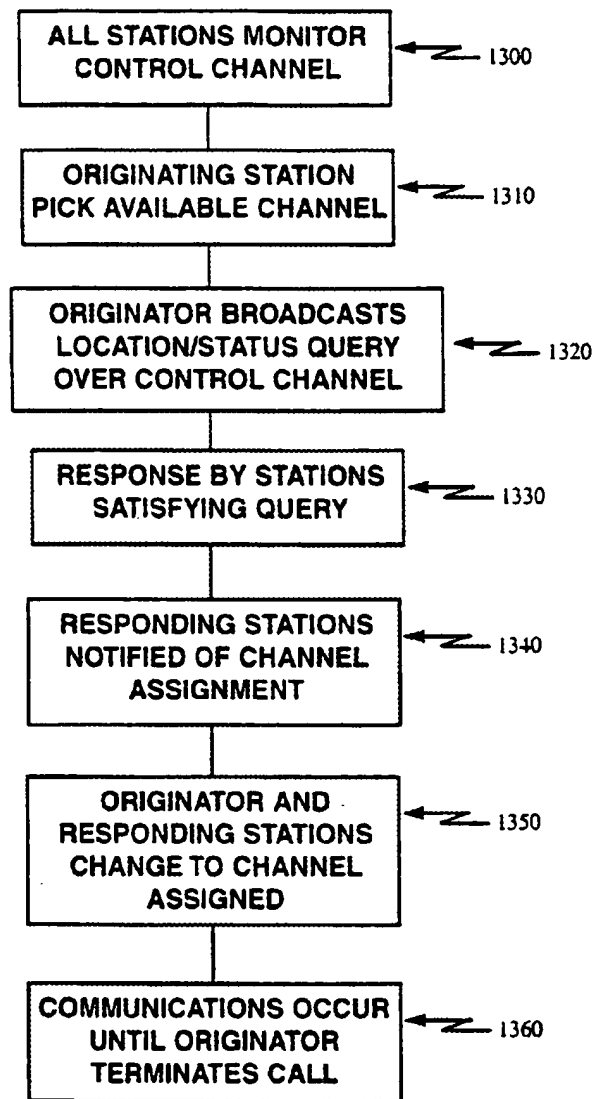 ALL STATIONS MONITOR
CONTROL CHANNEL
1300
ORIGINATING STATION
PICK AVAILABLE CHANNEL
1310
ORIGINATOR BROADCASTS
LOCATION/STATUS QUERY
OVER CONTROL CHANNEL
1320
RESPONSE BY STATIONS
SATISFYING QUERY
1330
RESPONDING STATIONS
NOTIFIED OF CHANNEL
ASSIGNMENT
1340
ORIGINATOR AND
RESPONDING STATIONS
CHANGE TO CHANNEL
ASSIGNED
1350
COMMUNICATIONS OCCUR
UNTIL ORIGINATOR
TERMINATES CALL
1360